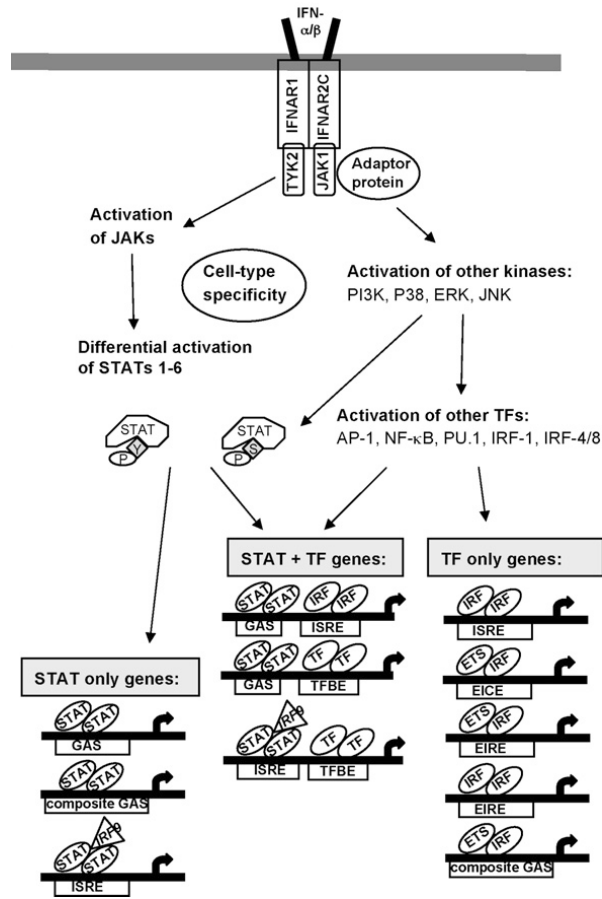 IFN-
α/β
IFNAR1
IFNAR2C
TYK2
JAK1
Adaptor
protein
Activation
of JAKs
Cell-type
specificity
Activation of other kinases:
PI3K, P38, ERK, JNK
Differential activation
of STATs 1-6
Activation of other TFs:
AP-1, NF-κB, PU.1, IRF-1, IRF-4/8
STAT
P
Y
STAT
P
S
STAT + TF genes:
STAT STAT IRF IRF
GAS ISRE
STAT STAT TF TF
GAS TFBE
IRF9
STAT STAT TF TF
ISRE TFBE
TF only genes:
IRF IRF
ISRE
ETS IRF
EICE
ETS IRF
EIRE
IRF IRF
EIRE
ETS IRF
composite GAS
STAT only genes:
STAT STAT
GAS
STAT STAT
composite GAS
IRF9
STAT STAT
ISRE